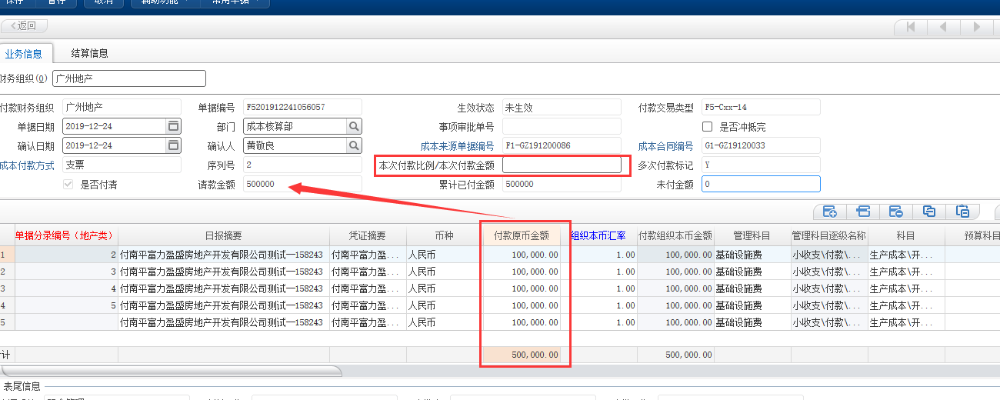 保存 暂存 取消 辅助功能 常用单据
返回
业务信息 结算信息
财务组织(O) 广州地产
付款财务组织 广州地产 单据编号 F5201912241056057 生效状态 未生效 付款交易类型 F5-Cxx-14
单据日期 2019-12-24 部门 成本核算部 事项审批单号 是否冲抵完
确认日期 2019-12-24 确认人 黄敬良 成本来源单据编号 F1-GZ191200086 成本合同编号 G1-GZ19120033
成本付款方式 支票 序列号 2 本次付款比例/本次付款金额 多次付款标记 Y
是否付清 请款金额 500000 累计已付金额 500000 未付金额 0
单据分录编号（地产类） 日报摘要 凭证摘要 币种 付款原币金额 组织本币汇率 付款组织本币金额 管理科目 管理科目逐级名称 科目 预算科目
1 2 付南平富力盈盛房地产开发有限公司测试一158243 付南平富力盈... 人民币 100,000.00 1.00 100,000.00 基础设施费 小收支\付款\... 生产成本\开...
2 3 付南平富力盈盛房地产开发有限公司测试一158243 付南平富力盈... 人民币 100,000.00 1.00 100,000.00 基础设施费 小收支\付款\... 生产成本\开...
3 4 付南平富力盈盛房地产开发有限公司测试一158243 付南平富力盈... 人民币 100,000.00 1.00 100,000.00 基础设施费 小收支\付款\... 生产成本\开...
4 5 付南平富力盈盛房地产开发有限公司测试一158243 付南平富力盈... 人民币 100,000.00 1.00 100,000.00 基础设施费 小收支\付款\... 生产成本\开...
5 付南平富力盈盛房地产开发有限公司测试一158243 付南平富力盈... 人民币 100,000.00 1.00 100,000.00 基础设施费 小收支\付款\... 生产成本\开...
计 500,000.00 500,000.00
表尾信息